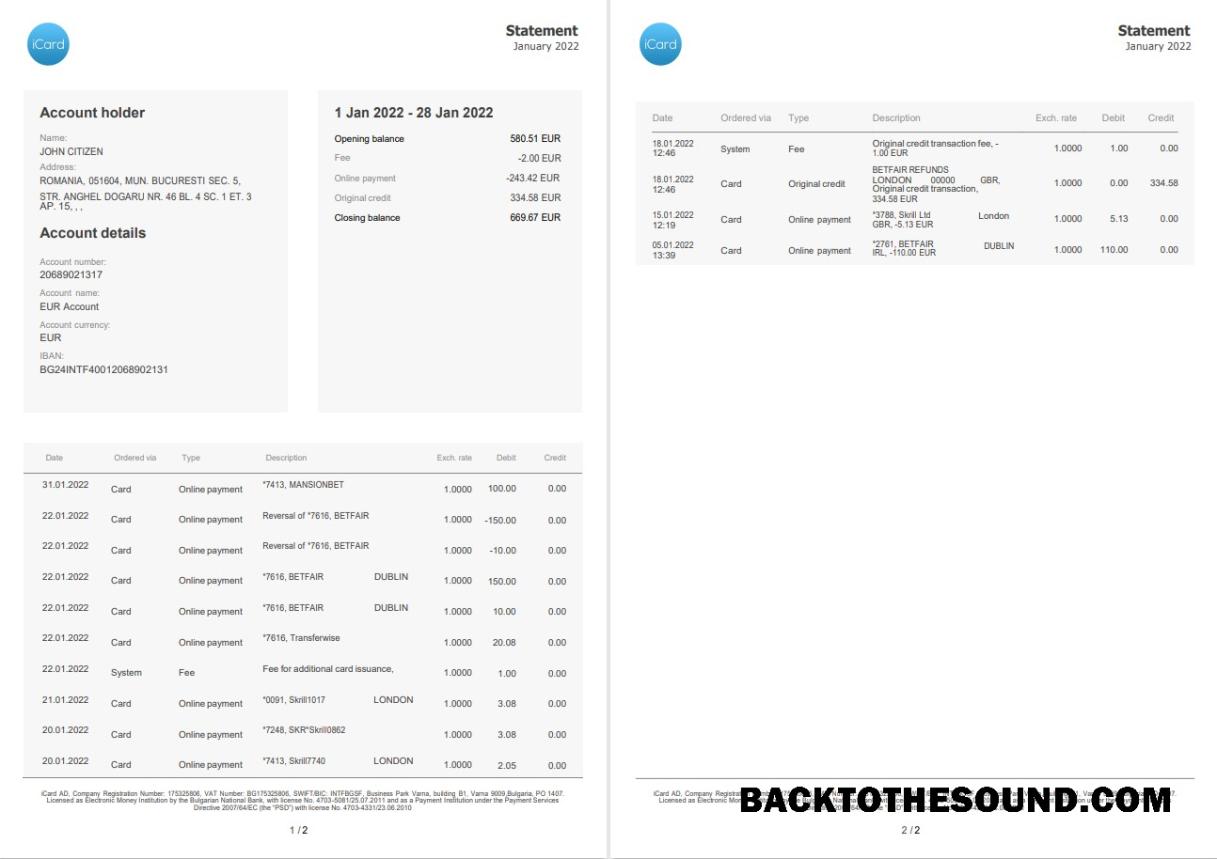 iCard
Statement
January 2022
Account holder
Name:
JOHN CITIZEN
Address:
ROMANIA, 051604, MUN. BUCURESTI SEC. 5,
STR. ANGHEL DOGARU NR. 46 BL. 4 SC. 1 ET. 3
AP. 15, , ,
Account details
Account number:
20689021317
Account name:
EUR Account
Account currency:
EUR
IBAN:
BG24INTF40012068902131
1 Jan 2022 - 28 Jan 2022
Opening balance 580.51 EUR
Fee -2.00 EUR
Online payment -243.42 EUR
Original credit 334.58 EUR
Closing balance 669.67 EUR
Date Ordered via Type Description Exch. rate Debit Credit
31.01.2022 Card Online payment *7413, MANSIONBET 1.0000 100.00 0.00
22.01.2022 Card Online payment Reversal of *7616, BETFAIR 1.0000 -150.00 0.00
22.01.2022 Card Online payment Reversal of *7616, BETFAIR 1.0000 -10.00 0.00
22.01.2022 Card Online payment *7616, BETFAIR DUBLIN 1.0000 150.00 0.00
22.01.2022 Card Online payment *7616, BETFAIR DUBLIN 1.0000 10.00 0.00
22.01.2022 Card Online payment *7616, Transferwise 1.0000 20.08 0.00
22.01.2022 System Fee Fee for additional card issuance, 1.0000 1.00 0.00
21.01.2022 Card Online payment *0091, Skrill1017 LONDON 1.0000 3.08 0.00
20.01.2022 Card Online payment *7248, SKR*Skrill0862 1.0000 3.08 0.00
20.01.2022 Card Online payment *7413, Skrill7740 LONDON 1.0000 2.05 0.00
iCard AD, Company Registration Number: 175325806, VAT Number: BG175325806, SWIFT/BIC: INTFBGSF, Business Park Varna, building B1, Varna 9009,Bulgaria, PO 1407.
Licensed as Electronic Money Institution by the Bulgarian National Bank, with license No. 4703-5081/25.07.2011 and as a Payment Institution under the Payment Services
Directive 2007/64/EC (the "PSD") with license No. 4703-4331/23.06.2010
1 / 2
iCard
Statement
January 2022
Date Ordered via Type Description Exch. rate Debit Credit
18.01.2022 System Fee Original credit transaction fee, - 1.0000 1.00 0.00
12:46 1.00 EUR
BETFAIR REFUNDS
18.01.2022 Card Original credit LONDON 00000 GBR, 1.0000 0.00 334.58
12:46 Original credit transaction,
334.58 EUR
15.01.2022 Card Online payment *3788, Skrill Ltd London 1.0000 5.13 0.00
12:19 GBR, -5.13 EUR
05.01.2022 Card Online payment *2761, BETFAIR DUBLIN 1.0000 110.00 0.00
13:39 IRL, -110.00 EUR
iCard AD, Company Registration
Licensed as Electronic Money
BACKTOTHESOUND.COM
2 / 2